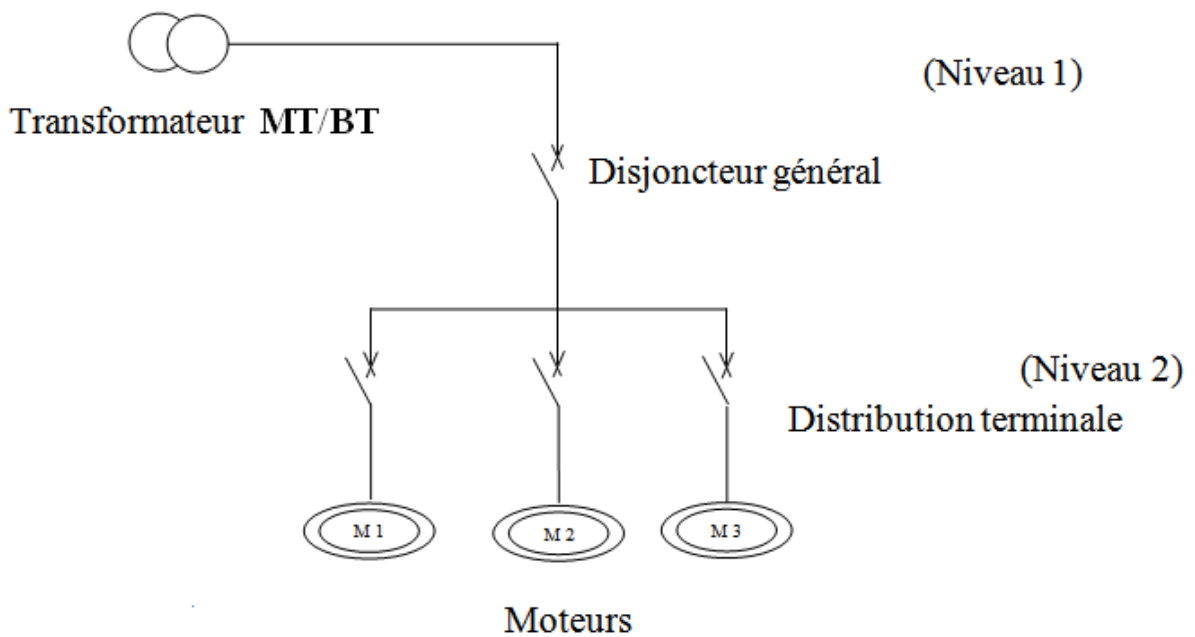 (Niveau 1)
Transformateur MT/BT
Disjoncteur général
(Niveau 2)
Distribution terminale
M 1
M 2
M 3
Moteurs